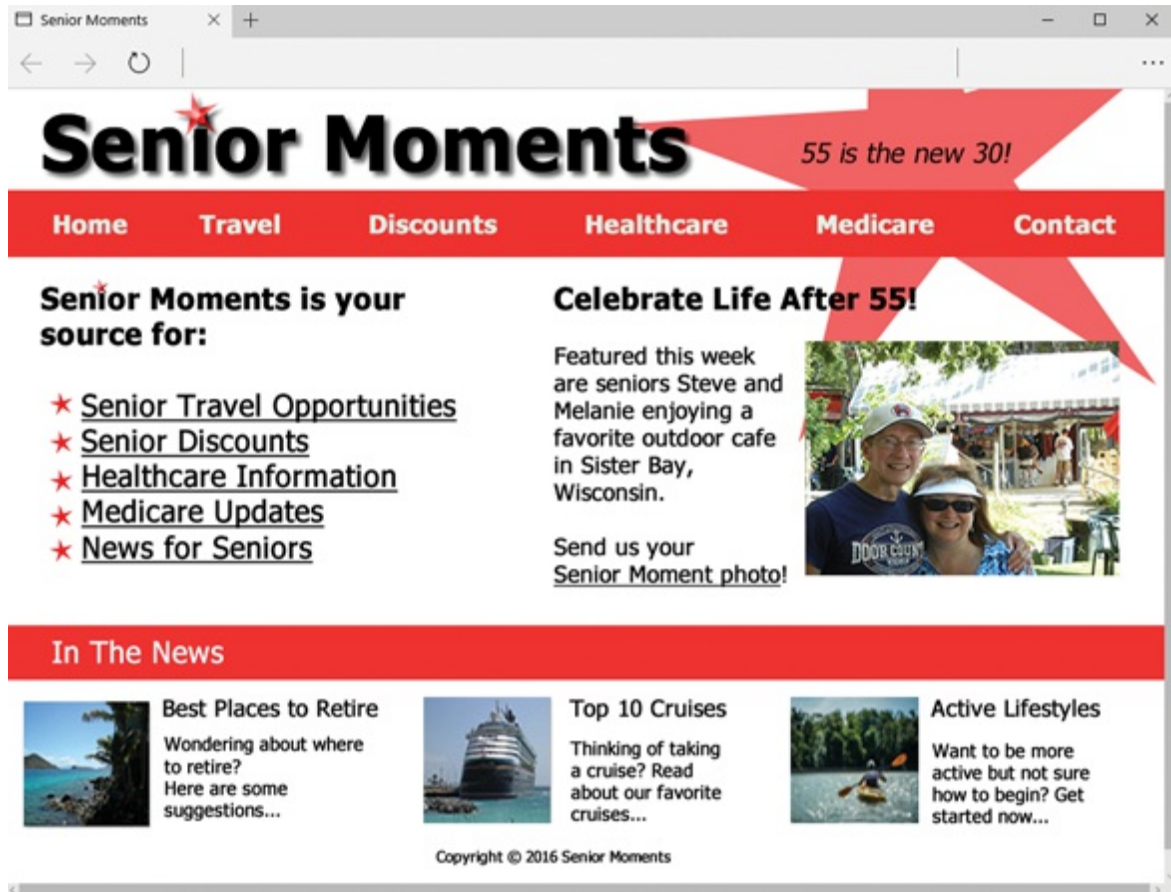 Senior Moments
Senior Moments
55 is the new 30!
Home Travel Discounts Healthcare Medicare Contact
Senior Moments is your
source for:
Senior Travel Opportunities
Senior Discounts
Healthcare Information
Medicare Updates
News for Seniors
Celebrate Life After 55!
Featured this week
are seniors Steve and
Melanie enjoying a
favorite outdoor cafe
in Sister Bay,
Wisconsin.
Send us your
Senior Moment photo!
DOOR COUNTY
In The News
Best Places to Retire
Wondering about where
to retire?
Here are some
suggestions...
Top 10 Cruises
Thinking of taking
a cruise? Read
about our favorite
cruises...
Active Lifestyles
Want to be more
active but not sure
how to begin? Get
started now...
Copyright © 2016 Senior Moments